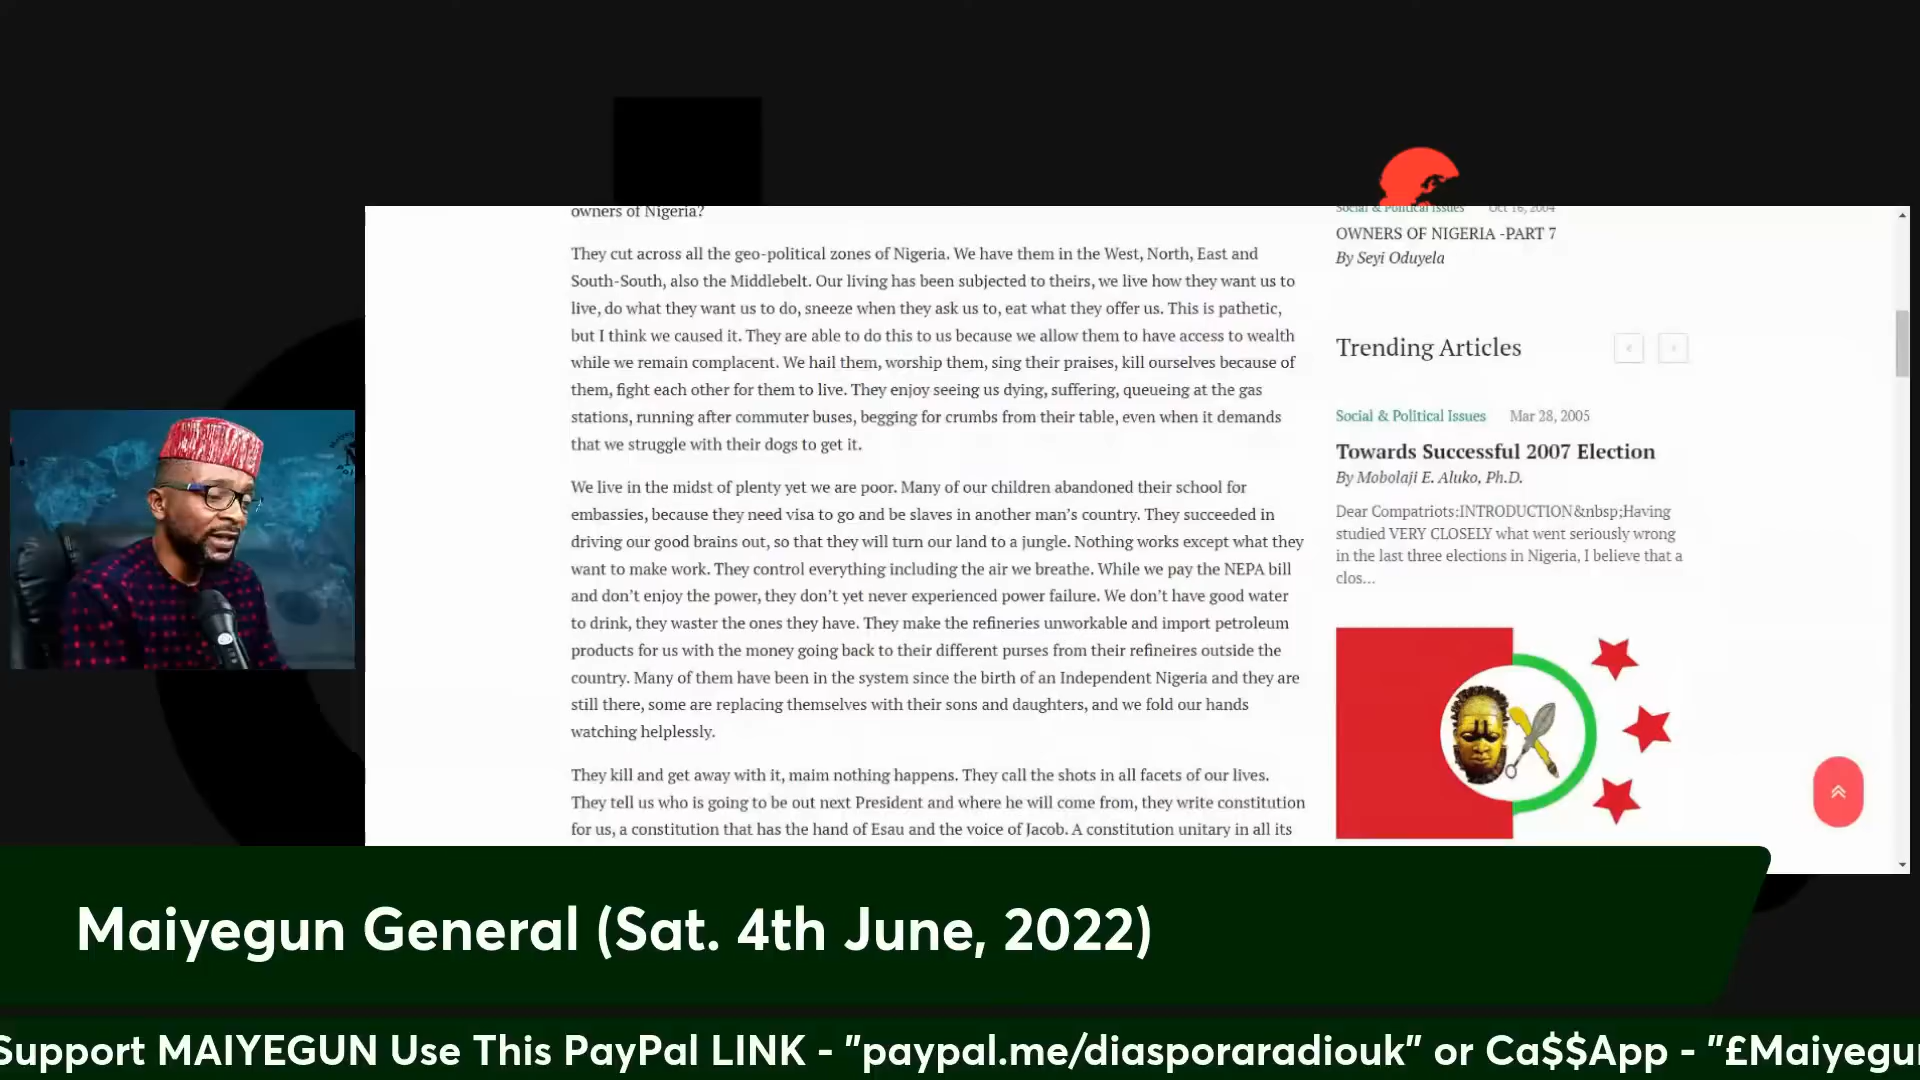 owners of Nigeria?
They cut across all the geo-political zones of Nigeria. We have them in the West, North, East and
South-South, also the Middlebelt. Our living has been subjected to theirs, we live how they want us to
live, do what they want us to do, sneeze when they ask us to, eat what they offer us. This is pathetic,
but I think we caused it. They are able to do this to us because we allow them to have access to wealth
while we remain complacent. We hail them, worship them, sing their praises, kill ourselves because of
them, fight each other for them to live. They enjoy seeing us dying, suffering, queueing at the gas
stations, running after commuter buses, begging for crumbs from their table, even when it demands
that we struggle with their dogs to get it.
We live in the midst of plenty yet we are poor. Many of our children abandoned their school for
embassies, because they need visa to go and be slaves in another man's country. They succeeded in
driving our good brains out, so that they will turn our land to a jungle. Nothing works except what they
want to make work. They control everything including the air we breathe. While we pay the NEPA bill
and don't enjoy the power, they don't yet never experienced power failure. We don't have good water
to drink, they waster the ones they have. They make the refineries unworkable and import petroleum
products for us with the money going back to their different purses from their refineires outside the
country. Many of them have been in the system since the birth of an Independent Nigeria and they are
still there, some are replacing themselves with their sons and daughters, and we fold our hands
watching helplessly.
They kill and get away with it, maim nothing happens. They call the shots in all facets of our lives.
They tell us who is going to be out next President and where he will come from, they write constitution
for us, a constitution that has the hand of Esau and the voice of Jacob. A constitution unitary in all its
Social & Political Issues Oct 16, 2004
OWNERS OF NIGERIA -PART 7
By Seyi Oduyela
Trending Articles
Social & Political Issues Mar 28, 2005
Towards Successful 2007 Election
By Mobolaji E. Aluko, Ph.D.
Dear Compatriots:INTRODUCTION&nbsp;Having
studied VERY CLOSELY what went seriously wrong
in the last three elections in Nigeria, I believe that a
clos...
Maiyegun General (Sat. 4th June, 2022)
Support MAIYEGUN Use This PayPal LINK - "paypal.me/diasporaradiouk" or Ca$$App - "£Maiyegun